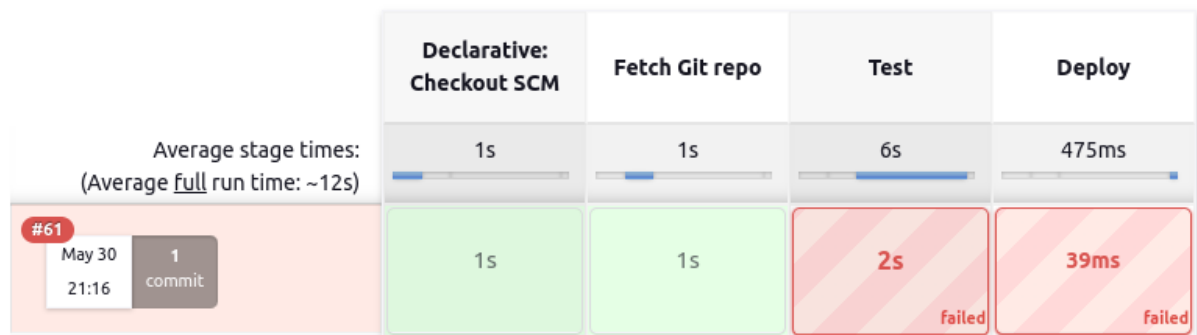 Declarative:
Checkout SCM
Fetch Git repo
Test
Deploy
Average stage times:
(Average full run time: ~12s)
1s
1s
6s
475ms
#61
May 30
21:16
1
commit
1s
1s
2s
failed
39ms
failed